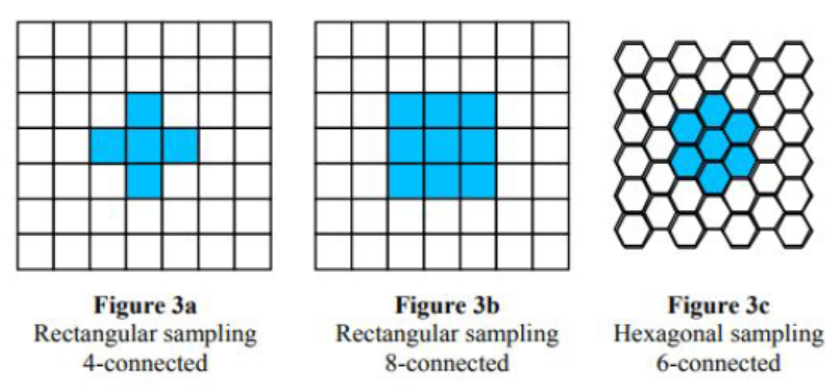 Figure 3a
Rectangular sampling
4-connected
Figure 3b
Rectangular sampling
8-connected
Figure 3c
Hexagonal sampling
6-connected